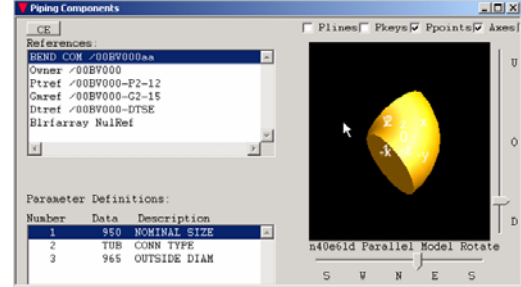 Piping Components
CE
Plines Pkeys Ppoints Axes
References:
BEND COM /00BV000aa
Owner /00BV000
Ptref /00BV000-P2-12
Gmref /00BV000-G2-15
Dtref /00BV000-DTSE
Blrfarray NulRef
U
O
D
Parameter Definitions:
Number Data Description
1 950 NOMINAL SIZE
2 TUB CONN TYPE
3 965 OUTSIDE DIAM
n40e61d Parallel Model Rotate
S W N E S